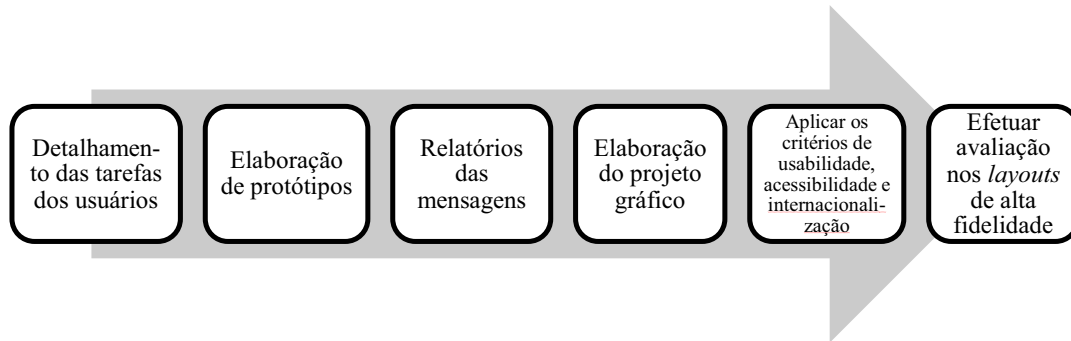 Detalhamen-
to das tarefas
dos usuários
Elaboração
de protótipos
Relatórios
das
mensagens
Elaboração
do projeto
gráfico
Aplicar os
critérios de
usabilidade,
acessibilidade e
internacionali-
zação
Efetuar
avaliação
nos layouts
de alta
fidelidade